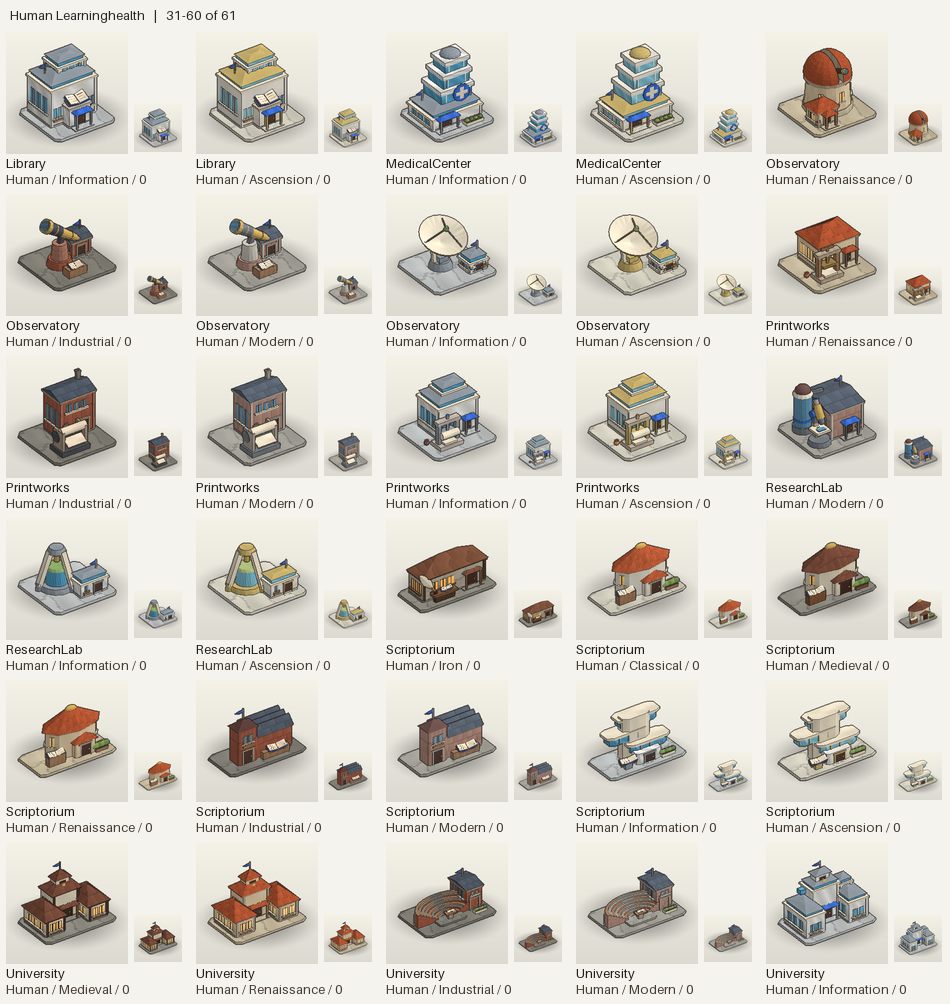 Human Learninghealth | 31-60 of 61
Library
Human / Information / 0
Library
Human / Ascension / 0
MedicalCenter
Human / Information / 0
MedicalCenter
Human / Ascension / 0
Observatory
Human / Renaissance / 0
Observatory
Human / Industrial / 0
Observatory
Human / Modern / 0
Observatory
Human / Information / 0
Observatory
Human / Ascension / 0
Printworks
Human / Renaissance / 0
Printworks
Human / Industrial / 0
Printworks
Human / Modern / 0
Printworks
Human / Information / 0
Printworks
Human / Ascension / 0
ResearchLab
Human / Modern / 0
ResearchLab
Human / Information / 0
ResearchLab
Human / Ascension / 0
Scriptorium
Human / Iron / 0
Scriptorium
Human / Classical / 0
Scriptorium
Human / Medieval / 0
Scriptorium
Human / Renaissance / 0
Scriptorium
Human / Industrial / 0
Scriptorium
Human / Modern / 0
Scriptorium
Human / Information / 0
Scriptorium
Human / Ascension / 0
University
Human / Medieval / 0
University
Human / Renaissance / 0
University
Human / Industrial / 0
University
Human / Modern / 0
University
Human / Information / 0